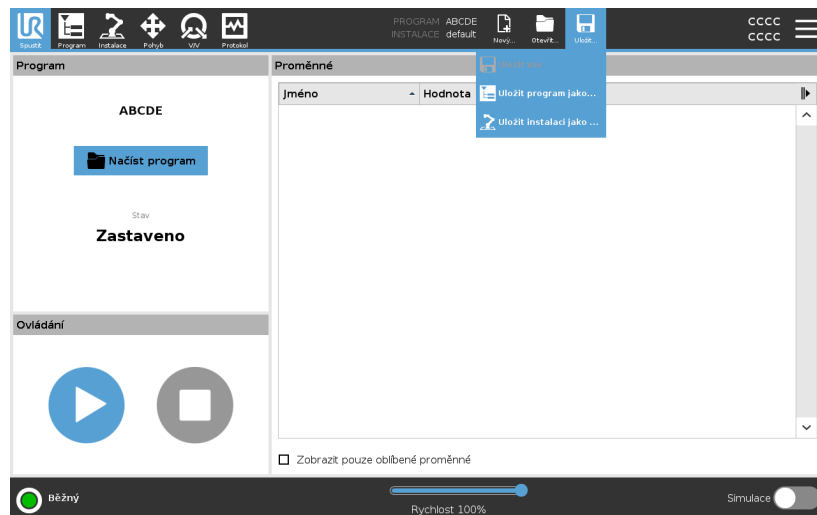 PROGRAM ABCDE
INSTALACE default
CCCC
CCCC
Spustit
Program
Instalace
Pohyb
V/V
Protokol
Nový...
Otevřít...
Uložit...
Program
Proměnné
Uložit vše
Uložit program jako...
Uložit instalaci jako ...
Jméno
Hodnota
ABCDE
Načíst program
Stav
Zastaveno
Ovládání
Zobrazit pouze oblíbené proměnné
Běžný
Rychlost 100%
Simulace